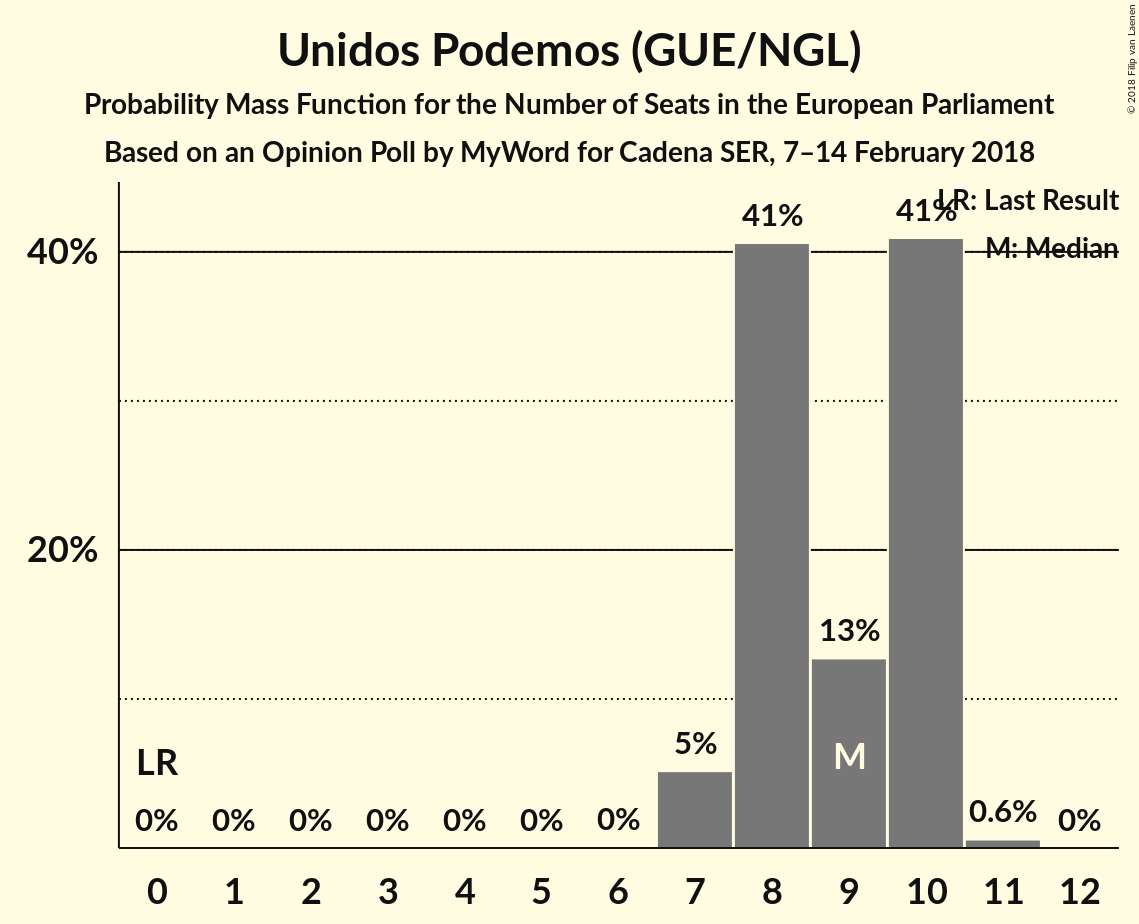 Unidos Podemos (GUE/NGL)
Probability Mass Function for the Number of Seats in the European Parliament
Based on an Opinion Poll by MyWord for Cadena SER, 7–14 February 2018
© 2018 Filip van Laenen
LR: Last Result
M: Median
41% 41%
40%
20%
13%
5%
M
LR
0% 0% 0% 0% 0% 0% 0% 0.6% 0%
0 1 2 3 4 5 6 7 8 9 10 11 12